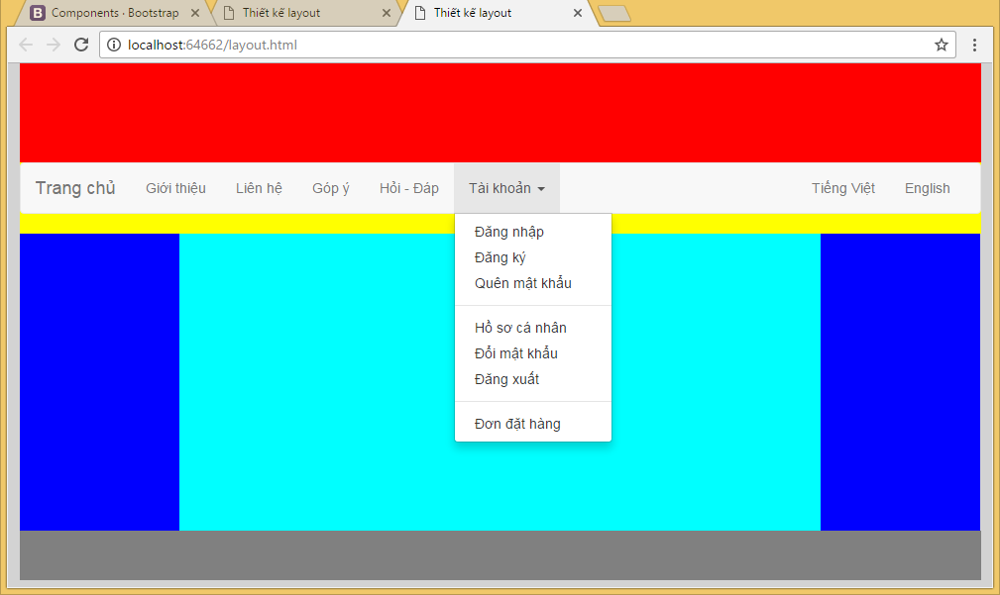 Components · Bootstrap
Thiết kế layout
Thiết kế layout
localhost:64662/layout.html
Trang chủ Giới thiệu Liên hệ Góp ý Hỏi - Đáp Tài khoản Tiếng Việt English
Đăng nhập
Đăng ký
Quên mật khẩu
Hồ sơ cá nhân
Đổi mật khẩu
Đăng xuất
Đơn đặt hàng